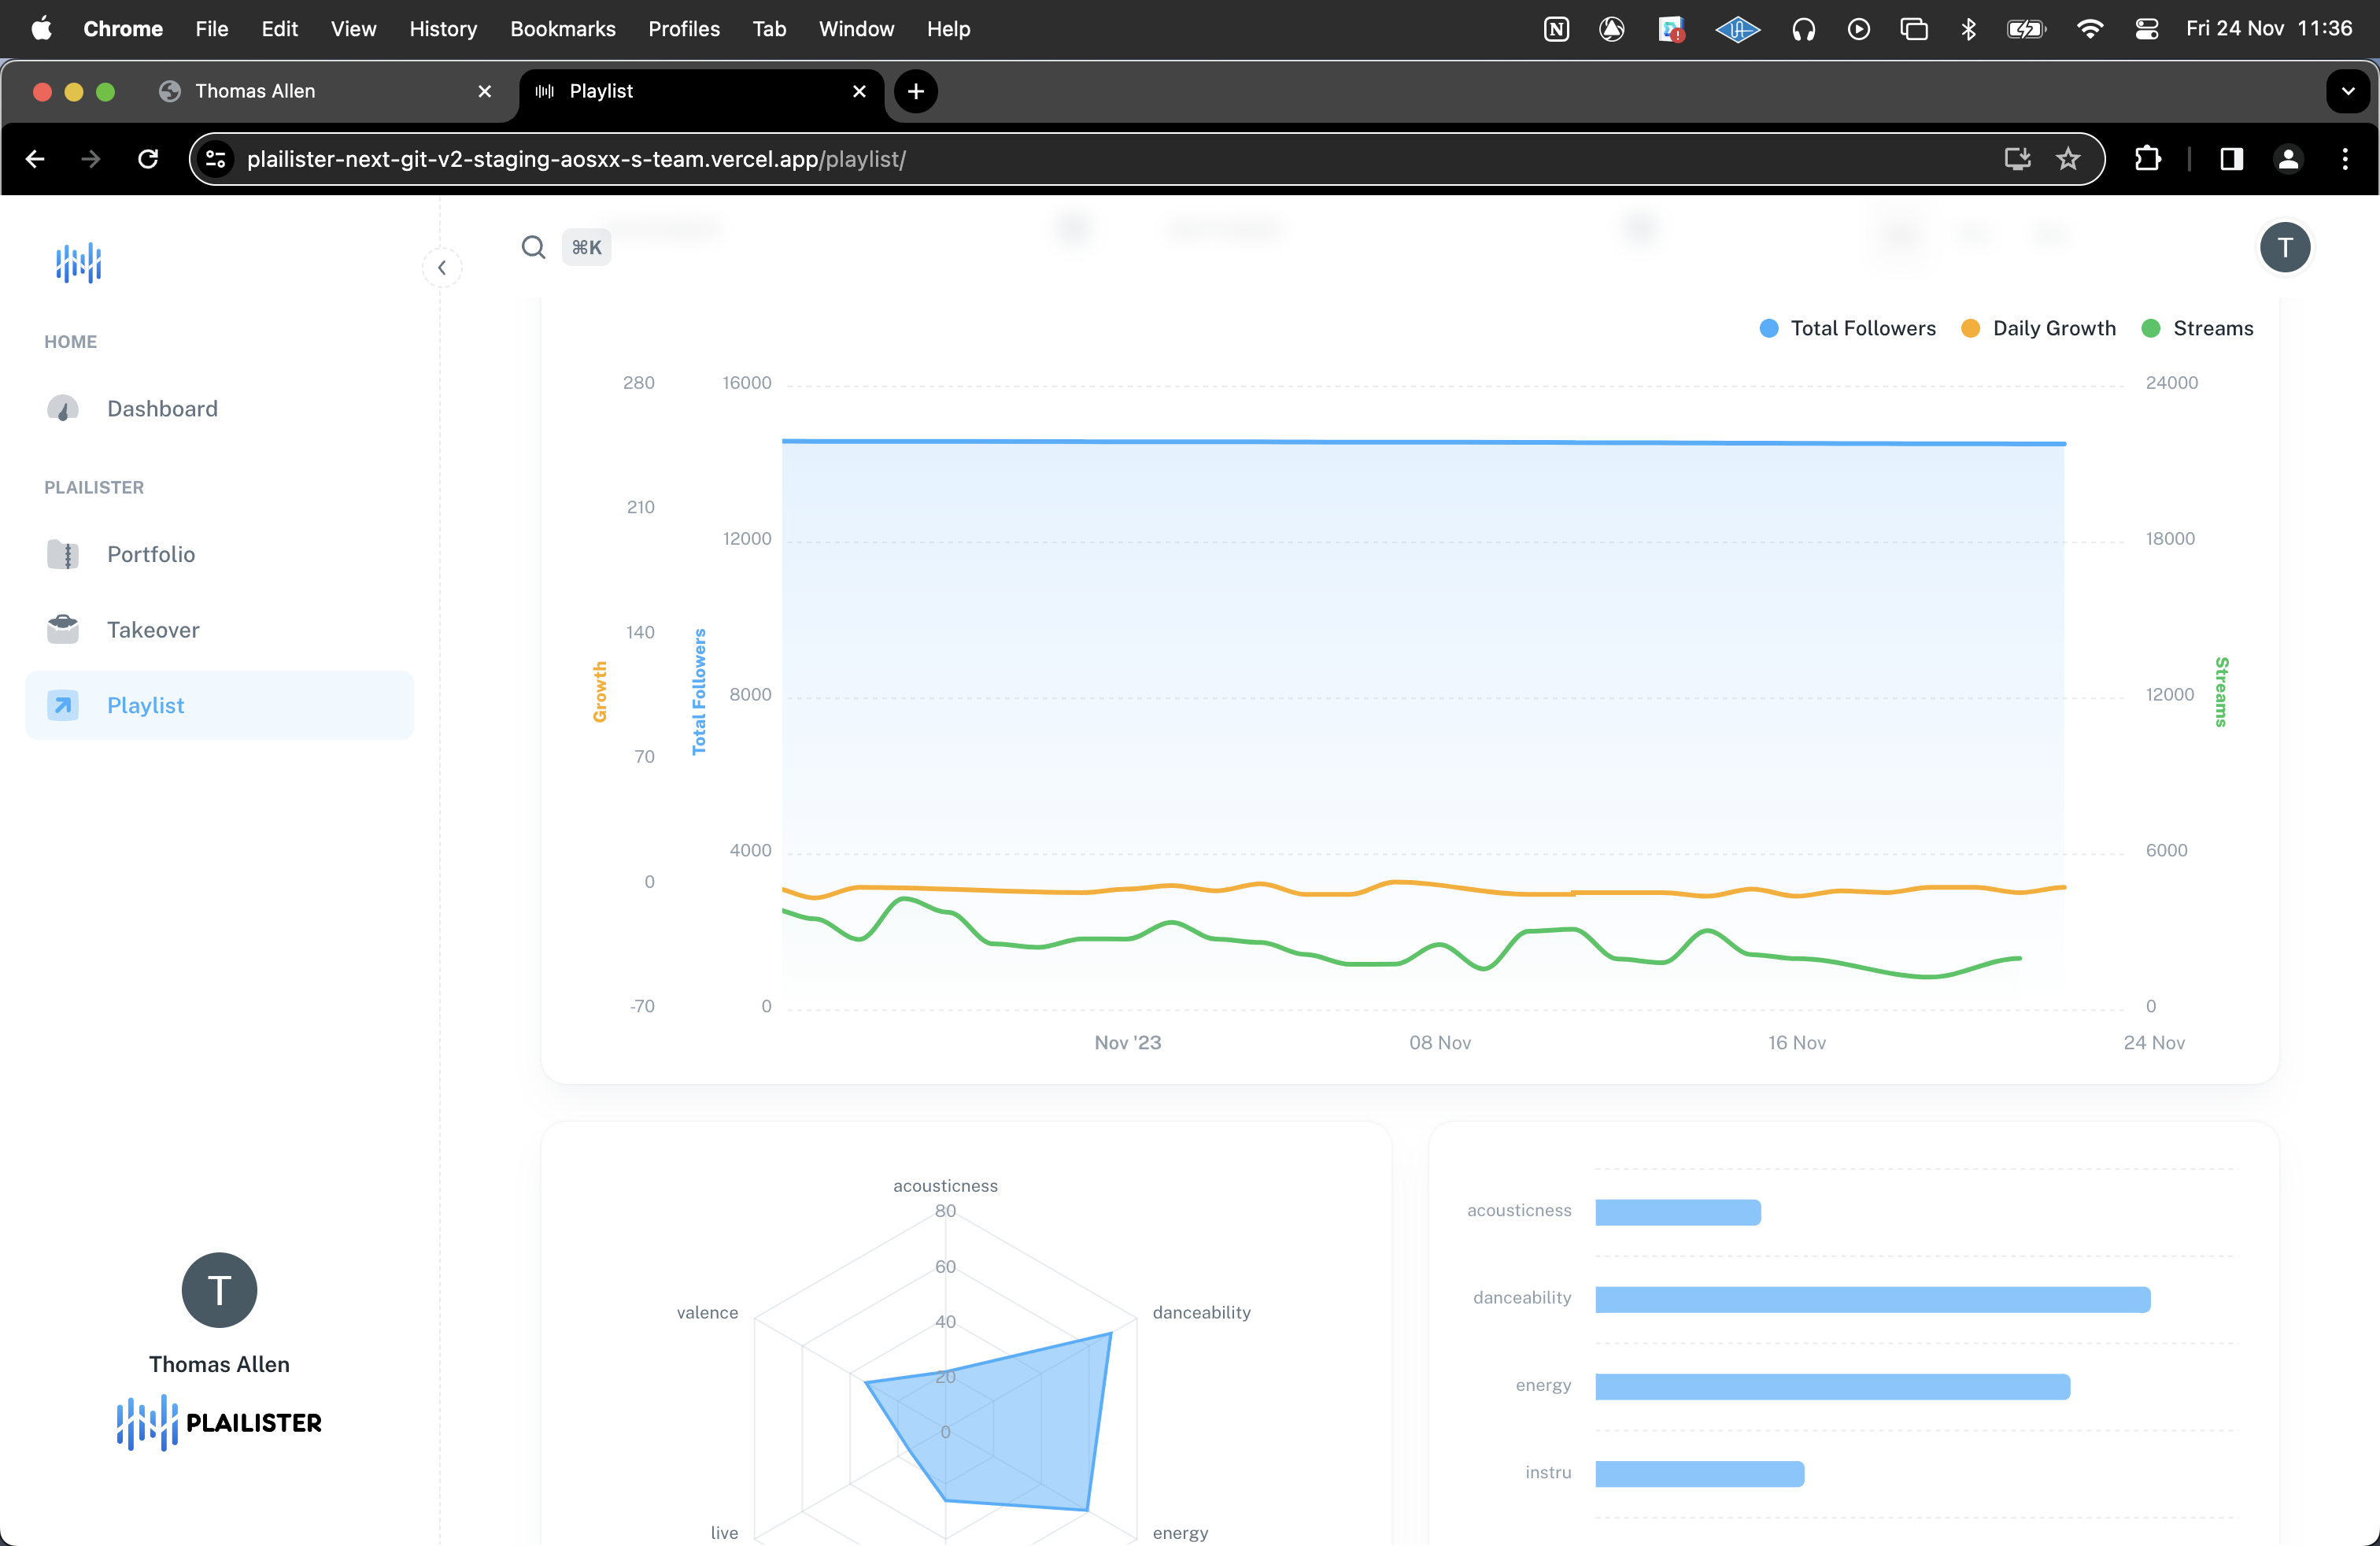 Chrome File Edit View History Bookmarks Profiles Tab Window Help
Fri 24 Nov 11:36
Thomas Allen
Playlist
plailister-next-git-v2-staging-aosxx-s-team.vercel.app/playlist/
⌘K
T
HOME
Dashboard
PLAILISTER
Portfolio
Takeover
Playlist
T
Thomas Allen
PLAILISTER
Total Followers Daily Growth Streams
280 16000 24000
210
12000 18000
140
8000 12000
70
4000 6000
0
-70 0 0
Growth
Total Followers
Streams
Nov '23 08 Nov 16 Nov 24 Nov
acousticness
80
60
40
20
0
valence
danceability
live
energy
acousticness
danceability
energy
instru